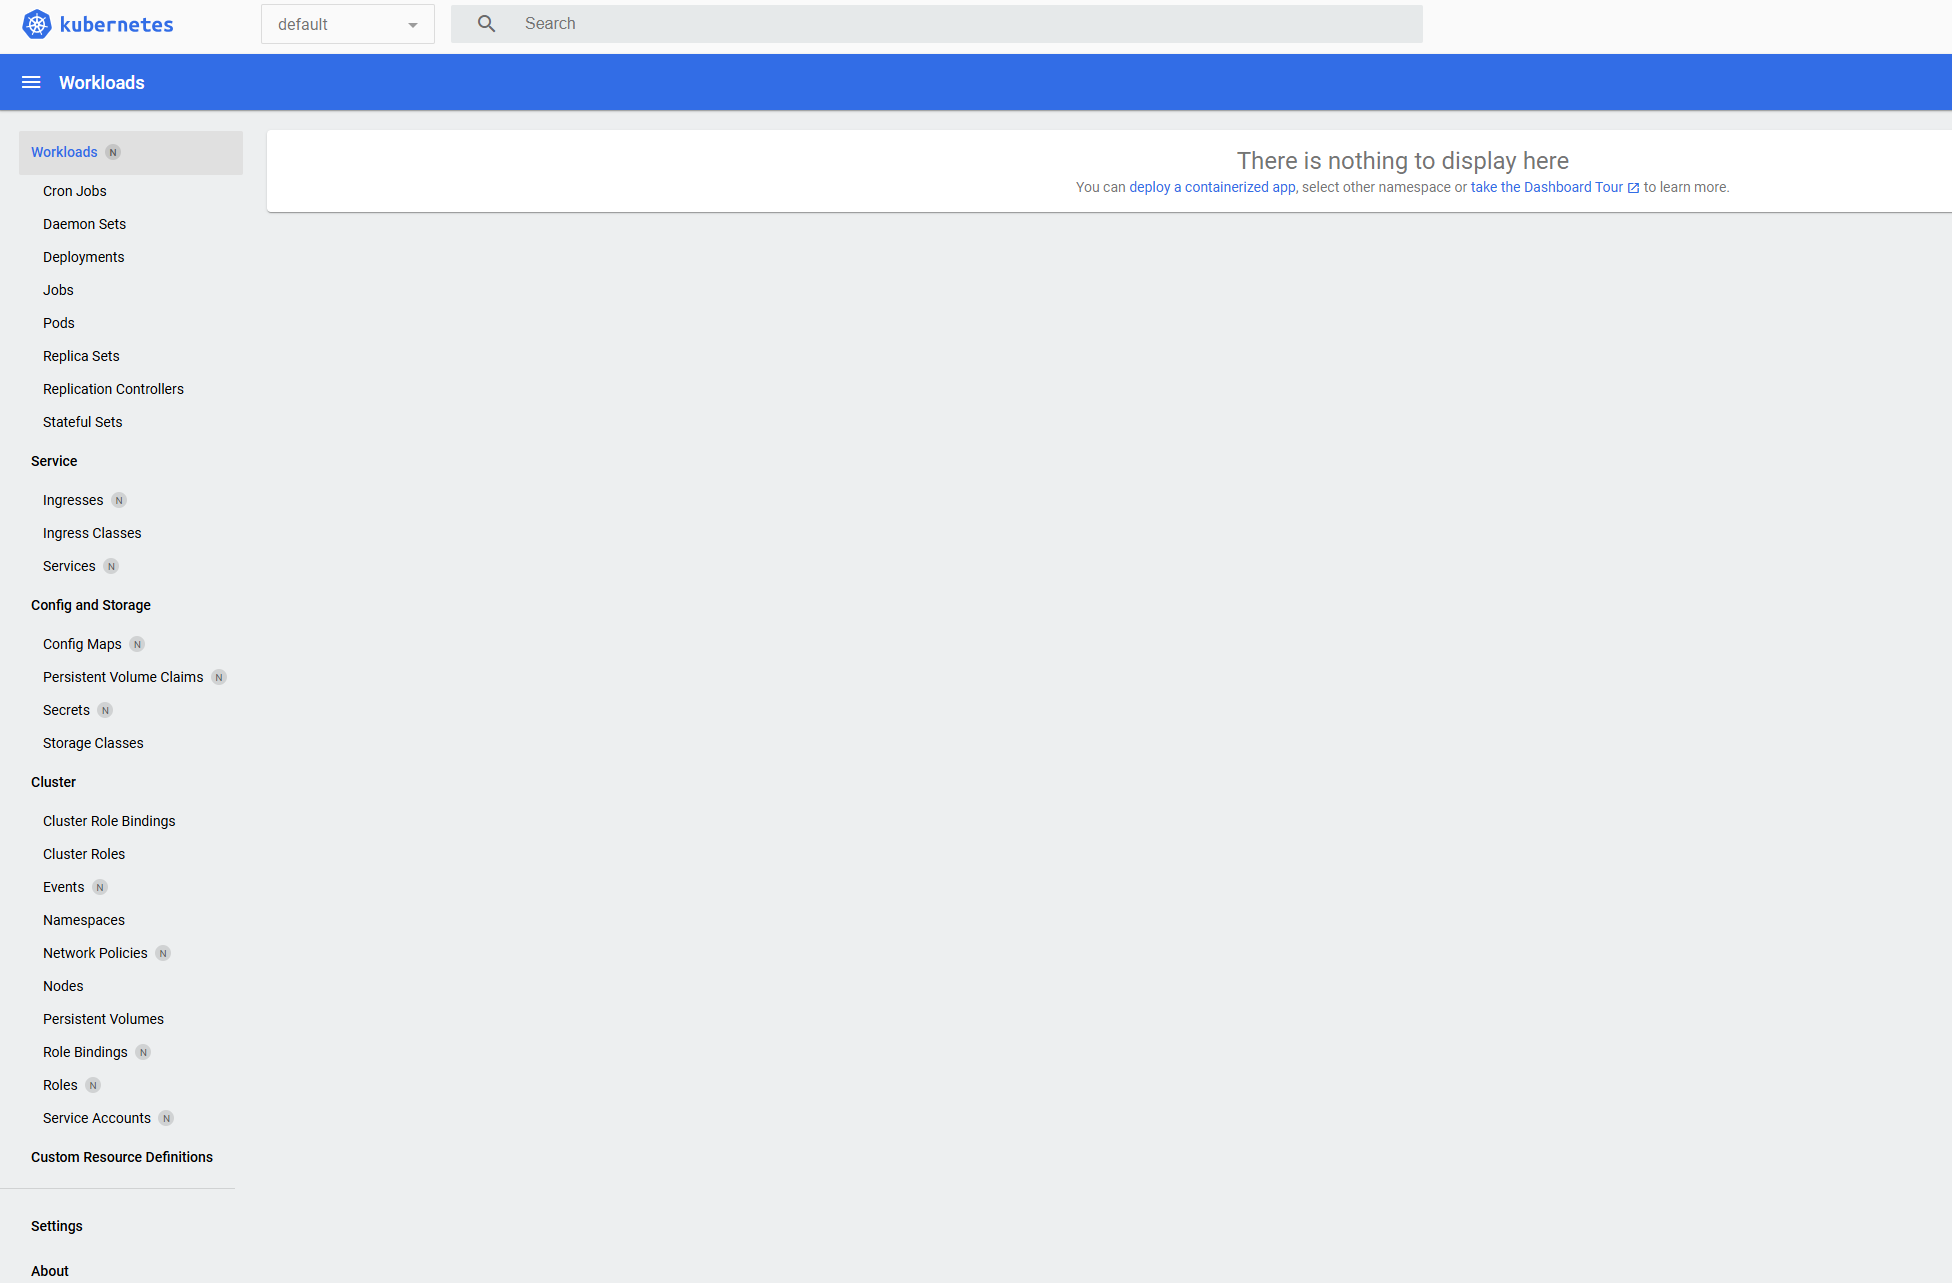 kubernetes
default
Search
Workloads
Workloads N
Cron Jobs
Daemon Sets
Deployments
Jobs
Pods
Replica Sets
Replication Controllers
Stateful Sets
Service
Ingresses N
Ingress Classes
Services N
Config and Storage
Config Maps N
Persistent Volume Claims N
Secrets N
Storage Classes
Cluster
Cluster Role Bindings
Cluster Roles
Events N
Namespaces
Network Policies N
Nodes
Persistent Volumes
Role Bindings N
Roles N
Service Accounts N
Custom Resource Definitions
Settings
About
There is nothing to display here
You can deploy a containerized app, select other namespace or take the Dashboard Tour to learn more.